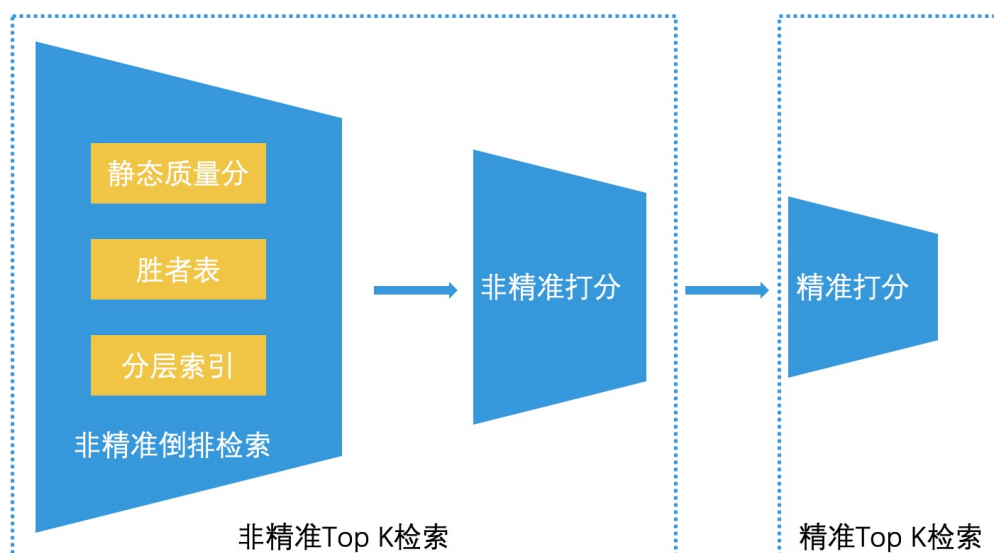 静态质量分
胜者表
分层索引
非精准倒排检索
非精准打分
精准打分
非精准Top K检索
精准Top K检索